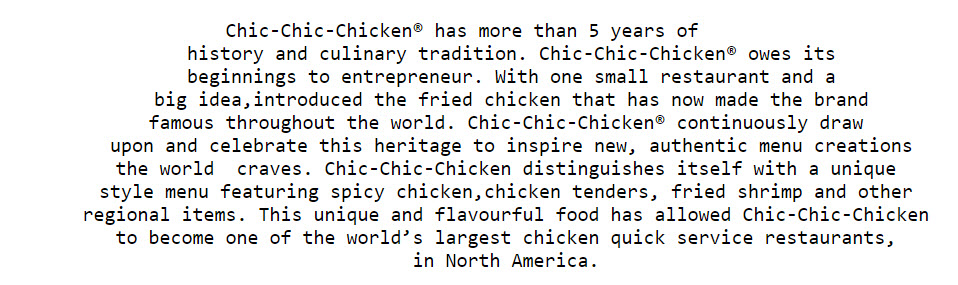 Chic-Chic-Chicken® has more than 5 years of
history and culinary tradition. Chic-Chic-Chicken® owes its
beginnings to entrepreneur. With one small restaurant and a
big idea,introduced the fried chicken that has now made the brand
famous throughout the world. Chic-Chic-Chicken® continuously draw
upon and celebrate this heritage to inspire new, authentic menu creations
the world  craves. Chic-Chic-Chicken distinguishes itself with a unique
style menu featuring spicy chicken,chicken tenders, fried shrimp and other
regional items. This unique and flavourful food has allowed Chic-Chic-Chicken
to become one of the world’s largest chicken quick service restaurants,
in North America.